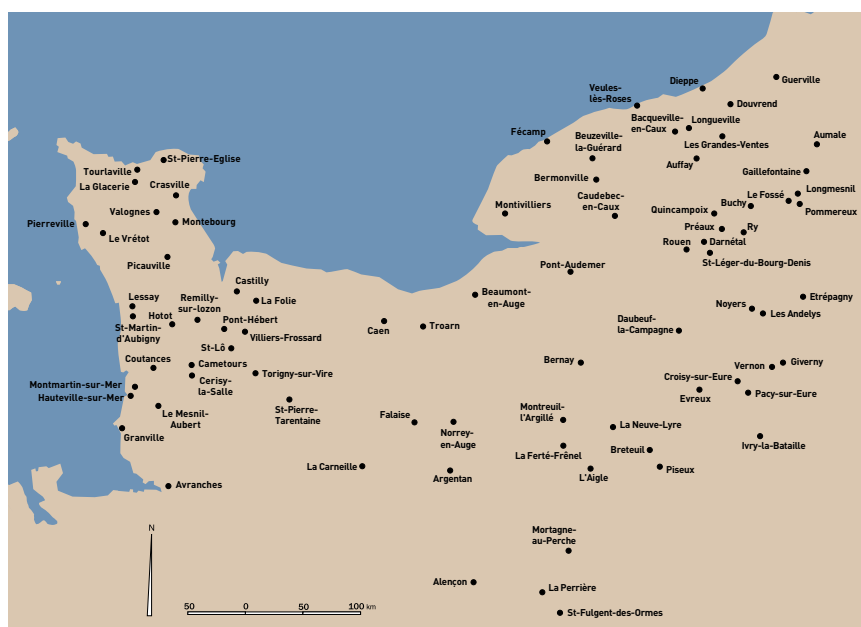 Guerville
Dieppe
Veules-
lès-Roses
Douvrend
Bacqueville-
en-Caux
Longueville
Fécamp
Beuzeville-
la-Guérard
Les Grandes-Ventes
Aumale
Auffay
St-Pierre-Eglise
Tourlaville
La Glacerie
Crasville
Bermonville
Gaillefontaine
Caudebec-
en-Caux
Le Fossé
Longmesnil
Buchy
Pommereux
Montivilliers
Quincampoix
Valognes
Montebourg
Pierreville
Le Vrétot
Préaux
Ry
Rouen
Darnétal
St-Léger-du-Bourg-Denis
Picauville
Pont-Audemer
Castilly
La Folie
Beaumont-
en-Auge
Etrépagny
Lessay
Remilly-
sur-lozon
Noyers
Les Andelys
Hotot
Pont-Hébert
St-Martin-
d'Aubigny
Villiers-Frossard
Caen
Troarn
Daubeuf-
la-Campagne
St-Lô
Coutances
Cametours
Cerisy-
la-Salle
Torigny-sur-Vire
Bernay
Vernon
Giverny
Croisy-sur-Eure
Evreux
Pacy-sur-Eure
Montmartin-sur-Mer
Hauteville-sur-Mer
Le Mesnil-
Aubert
St-Pierre-
Tarentaine
Falaise
Norrey-
en-Auge
Montreuil-
l'Argillé
La Neuve-Lyre
Granville
Ivry-la-Bataille
La Ferté-Frênel
Breteuil
La Carneille
Argentan
L'Aigle
Piseux
Avranches
N
Mortagne-
au-Perche
Alençon
La Perrière
St-Fulgent-des-Ormes
50 0 50 100 km